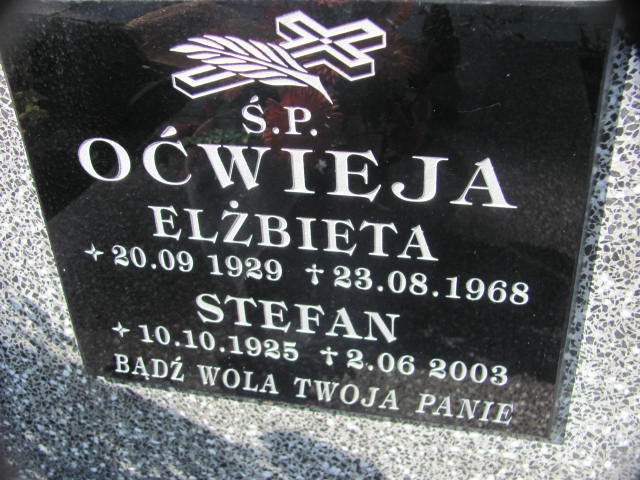 Ś.P.
OĆWIEJA
ELŻBIETA
✦ 20.09 1929 ✝ 23.08.1968
STEFAN
✦ 10.10.1925 ✝ 2.06 2003
BĄDŹ WOLA TWOJA PANIE